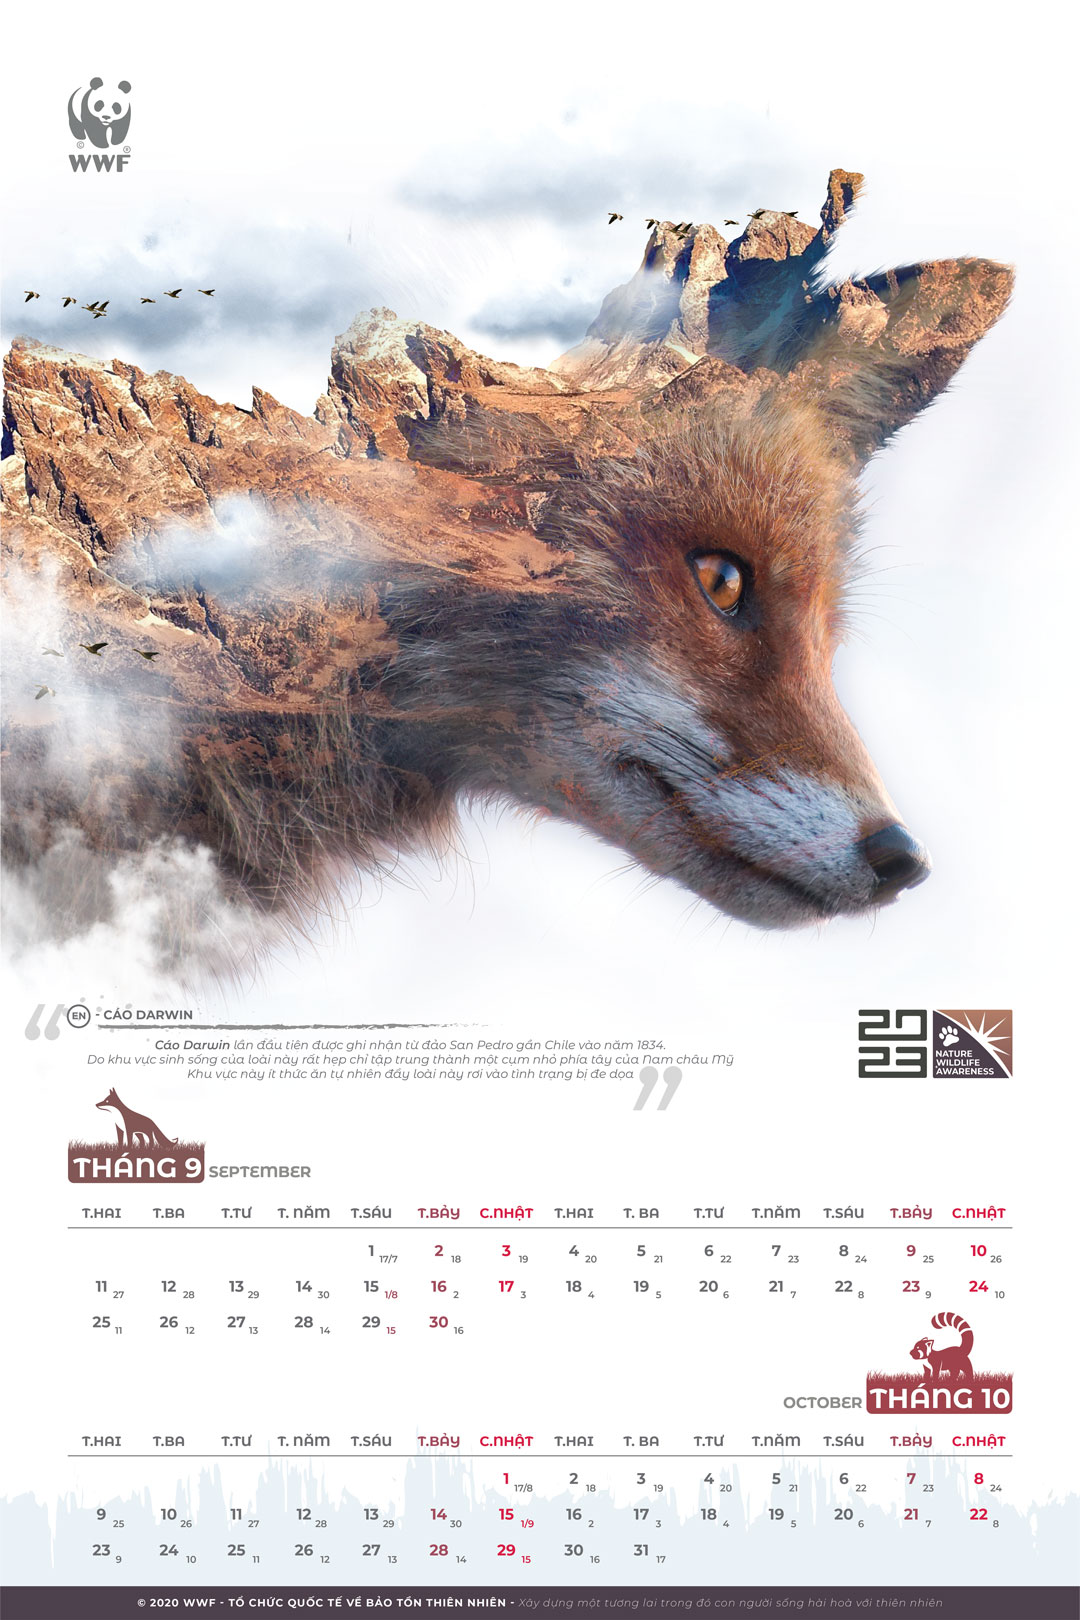 © ®
WWF
EN - CÁO DARWIN
Cáo Darwin lần đầu tiên được ghi nhận từ đảo San Pedro gần Chile vào năm 1834.
Do khu vực sinh sống của loài này rất hẹp chỉ tập trung thành một cụm nhỏ phía tây của Nam châu Mỹ
Khu vực này ít thức ăn tự nhiên đẩy loài này rơi vào tình trạng bị đe dọa
2023
NATURE
WILDLIFE
AWARENESS
THÁNG 9 SEPTEMBER
T.HAI T.BA T.TƯ T. NĂM T.SÁU T.BẢY C.NHẬT T.HAI T. BA T.TƯ T.NĂM T.SÁU T.BẢY C.NHẬT
1 17/7 2 18 3 19 4 20 5 21 6 22 7 23 8 24 9 25 10 26
11 27 12 28 13 29 14 30 15 1/8 16 2 17 3 18 4 19 5 20 6 21 7 22 8 23 9 24 10
25 11 26 12 27 13 28 14 29 15 30 16
OCTOBER THÁNG 10
T.HAI T.BA T.TƯ T. NĂM T.SÁU T.BẢY C.NHẬT T.HAI T. BA T.TƯ T.NĂM T.SÁU T.BẢY C.NHẬT
1 17/8 2 18 3 19 4 20 5 21 6 22 7 23 8 24
9 25 10 26 11 27 12 28 13 29 14 30 15 1/9 16 2 17 3 18 4 19 5 20 6 21 7 22 8
23 9 24 10 25 11 26 12 27 13 28 14 29 15 30 16 31 17
© 2020 WWF - TỔ CHỨC QUỐC TẾ VỀ BẢO TỒN THIÊN NHIÊN - Xây dựng một tương lai trong đó con người sống hài hoà với thiên nhiên